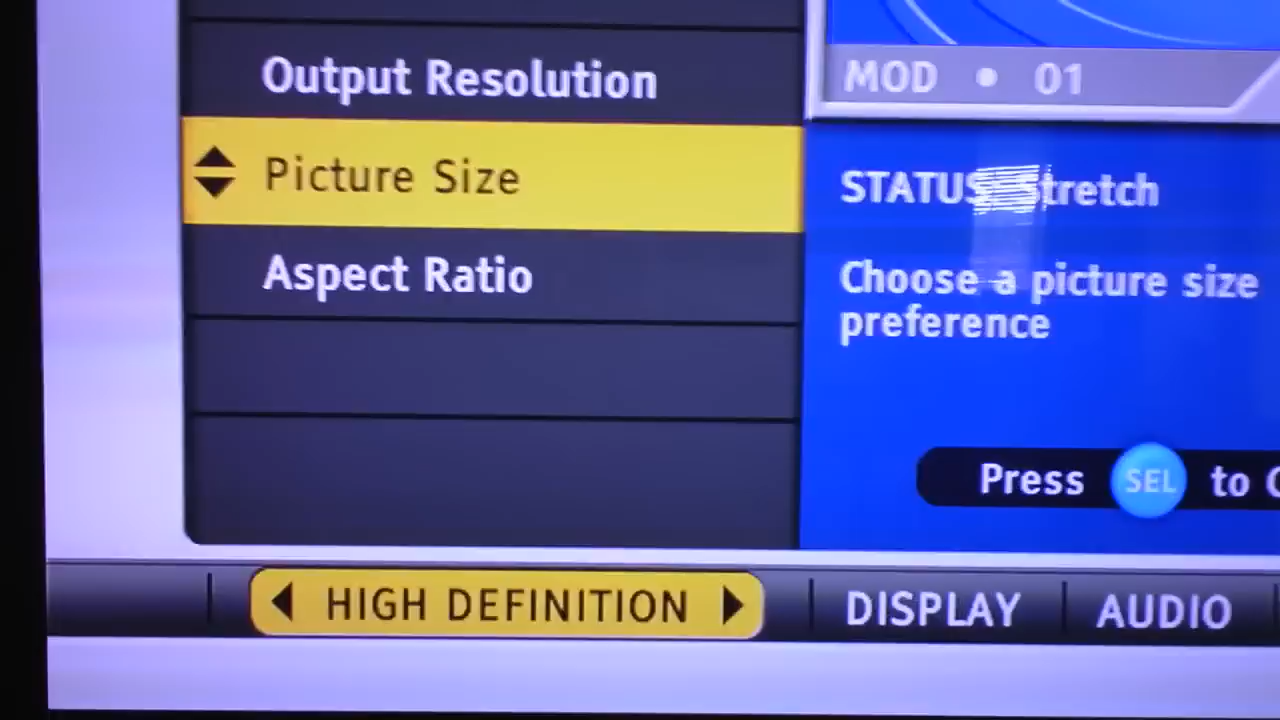 Output Resolution
Picture Size
Aspect Ratio
MOD • 01
STATUS: Stretch
Choose a picture size
preference
Press SEL to
HIGH DEFINITION
DISPLAY
AUDIO